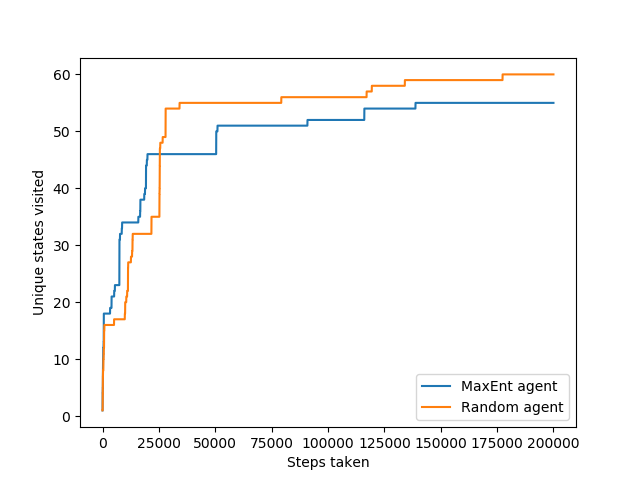 60
50
40
30
20
10
0
Unique states visited
MaxEnt agent
Random agent
0 25000 50000 75000 100000 125000 150000 175000 200000
Steps taken